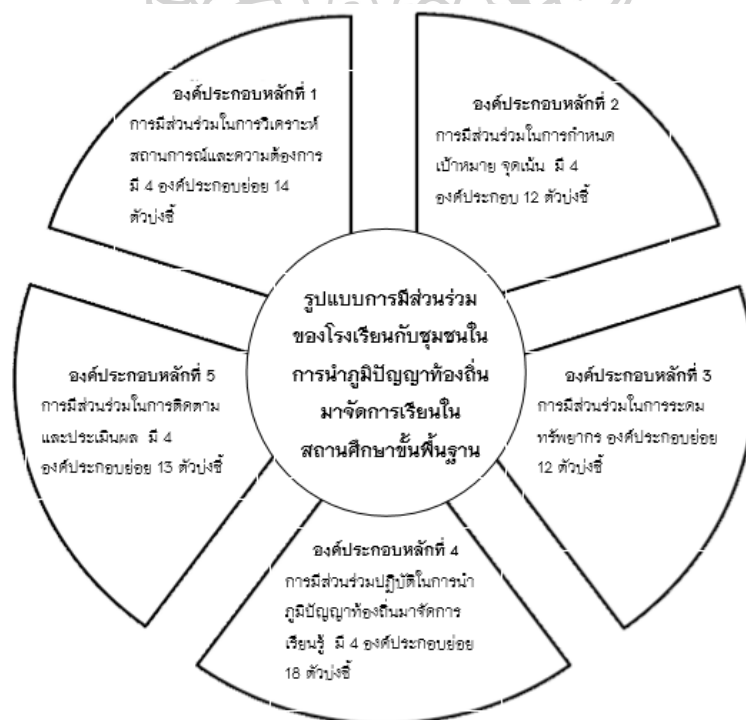 องค์ประกอบหลักที่ 1
การมีส่วนร่วมในการวิเคราะห์
สถานการณ์และความต้องการ
มี 4 องค์ประกอบย่อย 14
ตัวบ่งชี้
องค์ประกอบหลักที่ 2
การมีส่วนร่วมในการกำหนด
เป้าหมาย จุดเน้น มี 4
องค์ประกอบ 12 ตัวบ่งชี้
รูปแบบการมีส่วนร่วม
ของโรงเรียนกับชุมชนใน
การนำภูมิปัญญาท้องถิ่น
มาจัดการเรียนใน
สถานศึกษาขั้นพื้นฐาน
องค์ประกอบหลักที่ 3
การมีส่วนร่วมในการระดม
ทรัพยากร องค์ประกอบย่อย
12 ตัวบ่งชี้
องค์ประกอบหลักที่ 4
การมีส่วนร่วมปฏิบัติในการนำ
ภูมิปัญญาท้องถิ่นมาจัดการ
เรียนรู้ มี 4 องค์ประกอบย่อย
18 ตัวบ่งชี้
องค์ประกอบหลักที่ 5
การมีส่วนร่วมในการติดตาม
และประเมินผล มี 4
องค์ประกอบย่อย 13 ตัวบ่งชี้